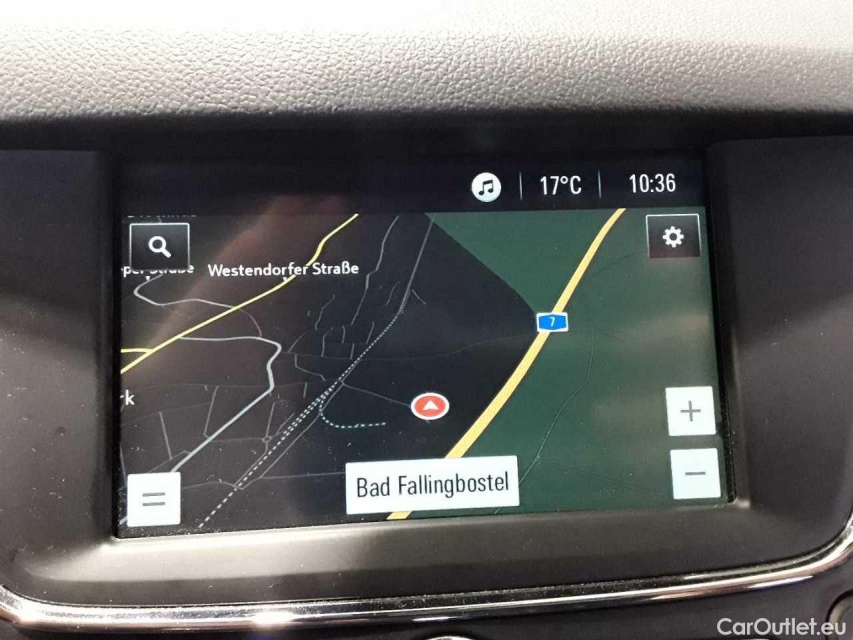 17°C
10:36
Westendorfer Straße
7
Bad Fallingbostel
CarOutlet.eu